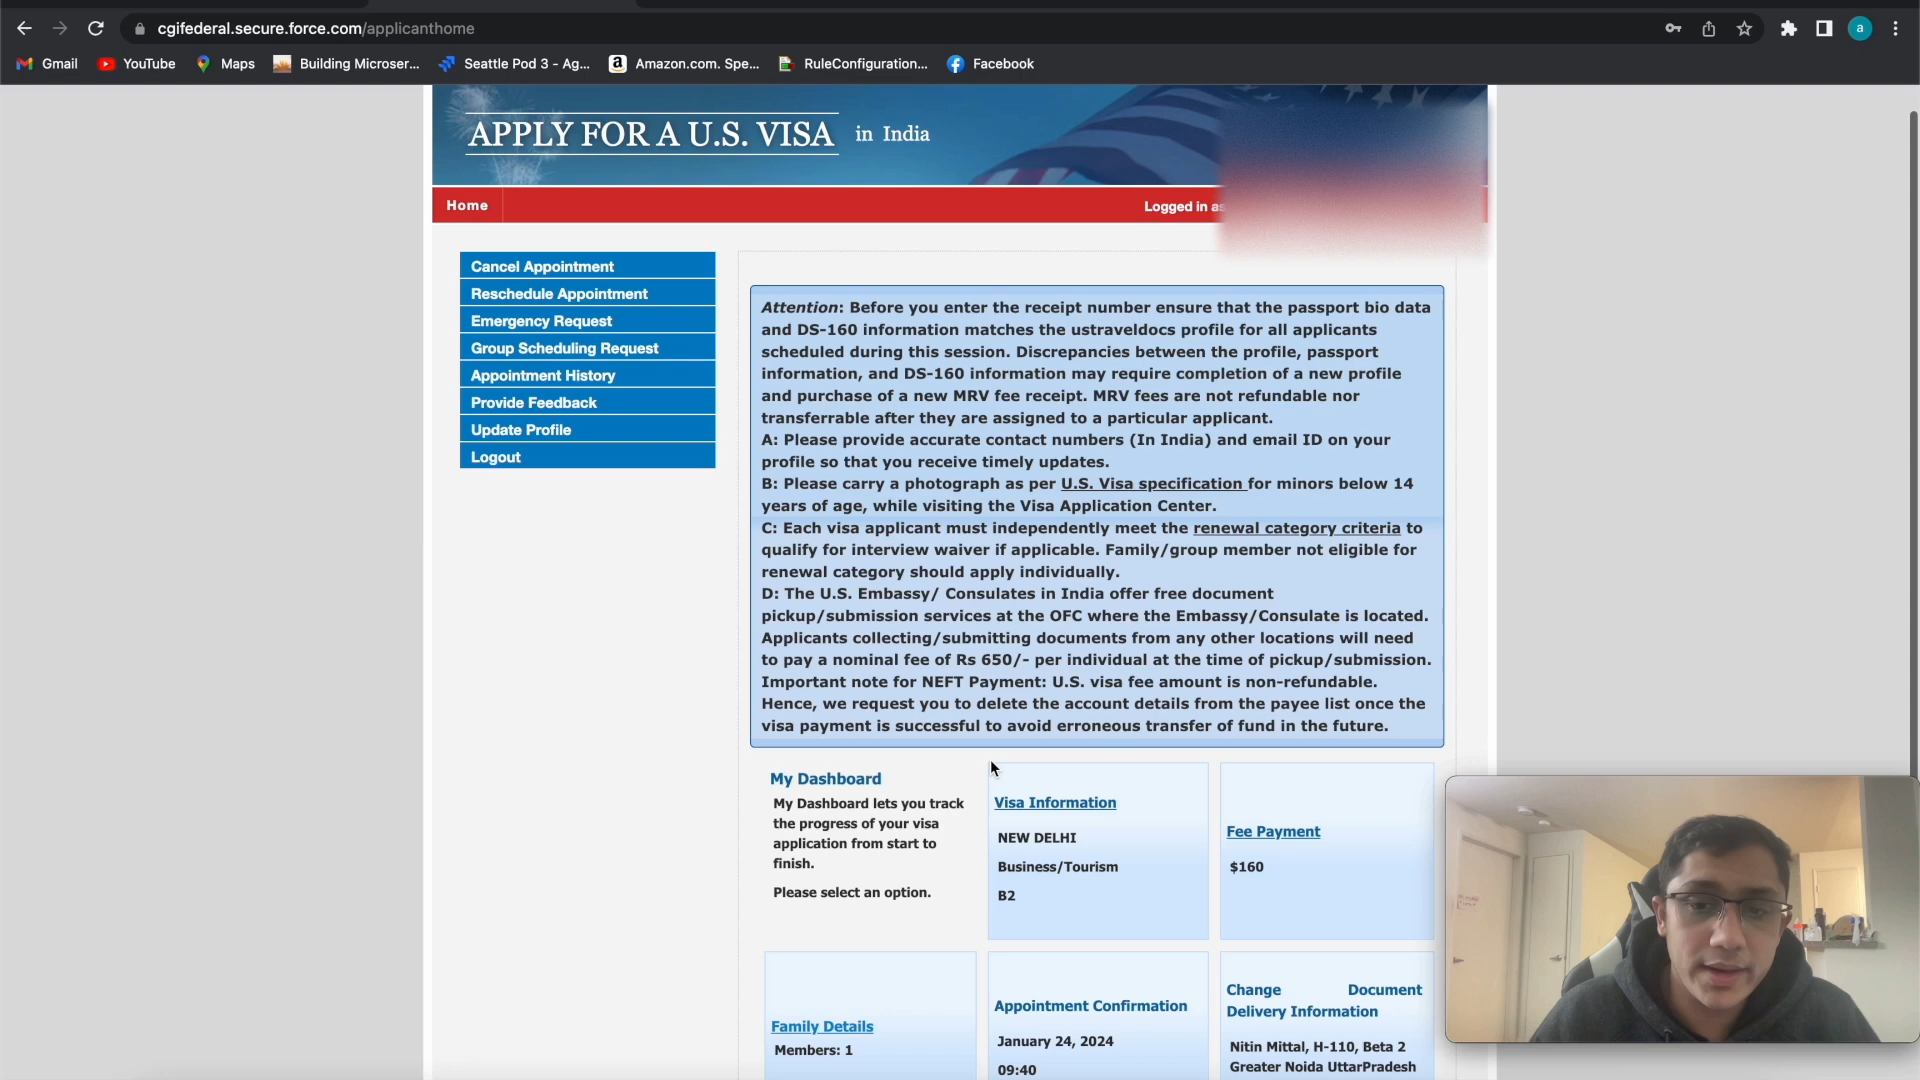 cgifederal.secure.force.com/applicanthome
a
Gmail
YouTube
Maps
Building Microser...
Seattle Pod 3 - Ag...
Amazon.com. Spe...
RuleConfiguration...
Facebook
APPLY FOR A U.S. VISA in India
Home
Logged in as
Cancel Appointment
Reschedule Appointment
Emergency Request
Group Scheduling Request
Appointment History
Provide Feedback
Update Profile
Logout
Attention: Before you enter the receipt number ensure that the passport bio data
and DS-160 information matches the ustraveldocs profile for all applicants
scheduled during this session. Discrepancies between the profile, passport
information, and DS-160 information may require completion of a new profile
and purchase of a new MRV fee receipt. MRV fees are not refundable nor
transferrable after they are assigned to a particular applicant.
A: Please provide accurate contact numbers (In India) and email ID on your
profile so that you receive timely updates.
B: Please carry a photograph as per U.S. Visa specification for minors below 14
years of age, while visiting the Visa Application Center.
C: Each visa applicant must independently meet the renewal category criteria to
qualify for interview waiver if applicable. Family/group member not eligible for
renewal category should apply individually.
D: The U.S. Embassy/ Consulates in India offer free document
pickup/submission services at the OFC where the Embassy/Consulate is located.
Applicants collecting/submitting documents from any other locations will need
to pay a nominal fee of Rs 650/- per individual at the time of pickup/submission.
Important note for NEFT Payment: U.S. visa fee amount is non-refundable.
Hence, we request you to delete the account details from the payee list once the
visa payment is successful to avoid erroneous transfer of fund in the future.
My Dashboard
My Dashboard lets you track
the progress of your visa
application from start to
finish.
Please select an option.
Visa Information
NEW DELHI
Business/Tourism
B2
Fee Payment
$160
Family Details
Members: 1
Appointment Confirmation
January 24, 2024
09:40
Change Document
Delivery Information
Nitin Mittal, H-110, Beta 2
Greater Noida UttarPradesh